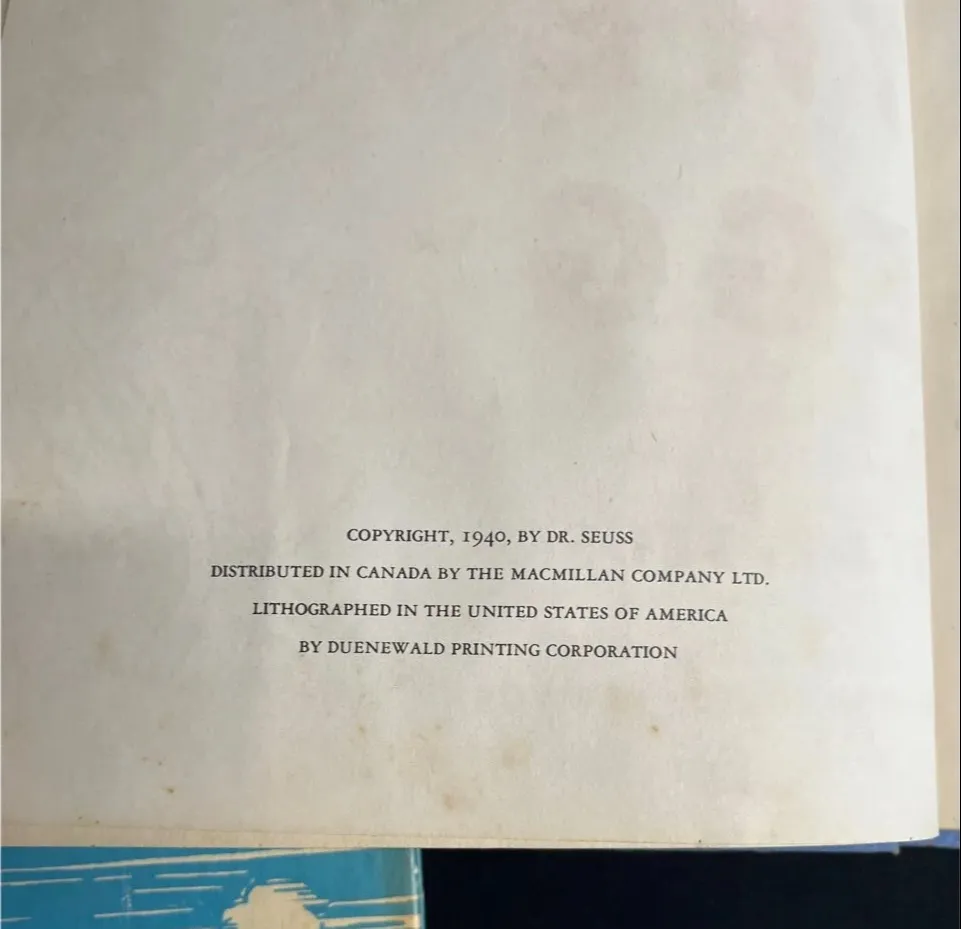 COPYRIGHT, 1940, BY DR. SEUSS
DISTRIBUTED IN CANADA BY THE MACMILLAN COMPANY LTD.
LITHOGRAPHED IN THE UNITED STATES OF AMERICA
BY DUENEWALD PRINTING CORPORATION